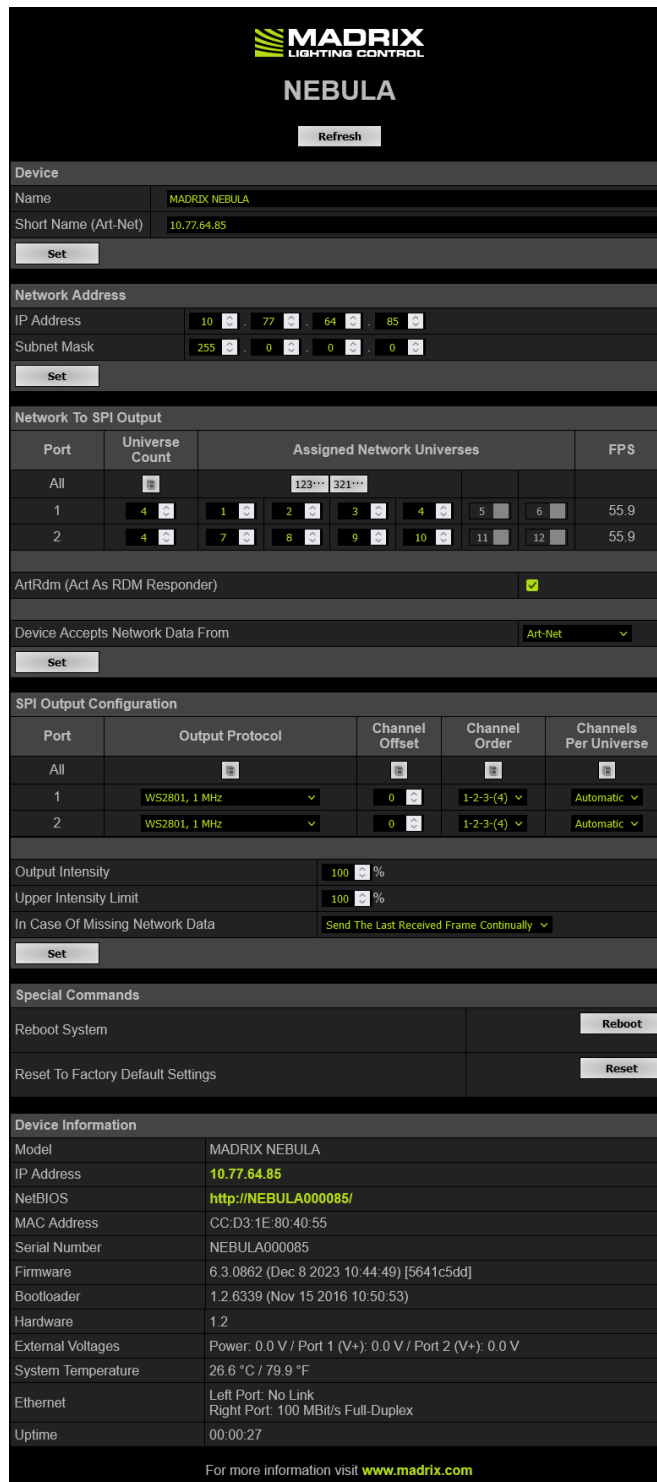 MADRIX
LIGHTING CONTROL
NEBULA
Refresh
Device
Name MADRIX NEBULA
Short Name (Art-Net) 10.77.64.85
Set
Network Address
IP Address 10 . 77 . 64 . 85
Subnet Mask 255 . 0 . 0 . 0
Set
Network To SPI Output
Port Universe Count Assigned Network Universes FPS
All 123··· 321···
1 4 1 2 3 4 5 6 55.9
2 4 7 8 9 10 11 12 55.9
ArtRdm (Act As RDM Responder)
Device Accepts Network Data From Art-Net
Set
SPI Output Configuration
Port Output Protocol Channel Offset Channel Order Channels Per Universe
All
1 WS2801, 1 MHz 0 1-2-3-(4) Automatic
2 WS2801, 1 MHz 0 1-2-3-(4) Automatic
Output Intensity 100 %
Upper Intensity Limit 100 %
In Case Of Missing Network Data Send The Last Received Frame Continually
Set
Special Commands
Reboot System Reboot
Reset To Factory Default Settings Reset
Device Information
Model MADRIX NEBULA
IP Address 10.77.64.85
NetBIOS http://NEBULA000085/
MAC Address CC:D3:1E:80:40:55
Serial Number NEBULA000085
Firmware 6.3.0862 (Dec 8 2023 10:44:49) [5641c5dd]
Bootloader 1.2.6339 (Nov 15 2016 10:50:53)
Hardware 1.2
External Voltages Power: 0.0 V / Port 1 (V+): 0.0 V / Port 2 (V+): 0.0 V
System Temperature 26.6 °C / 79.9 °F
Ethernet Left Port: No Link
Right Port: 100 MBit/s Full-Duplex
Uptime 00:00:27
For more information visit www.madrix.com